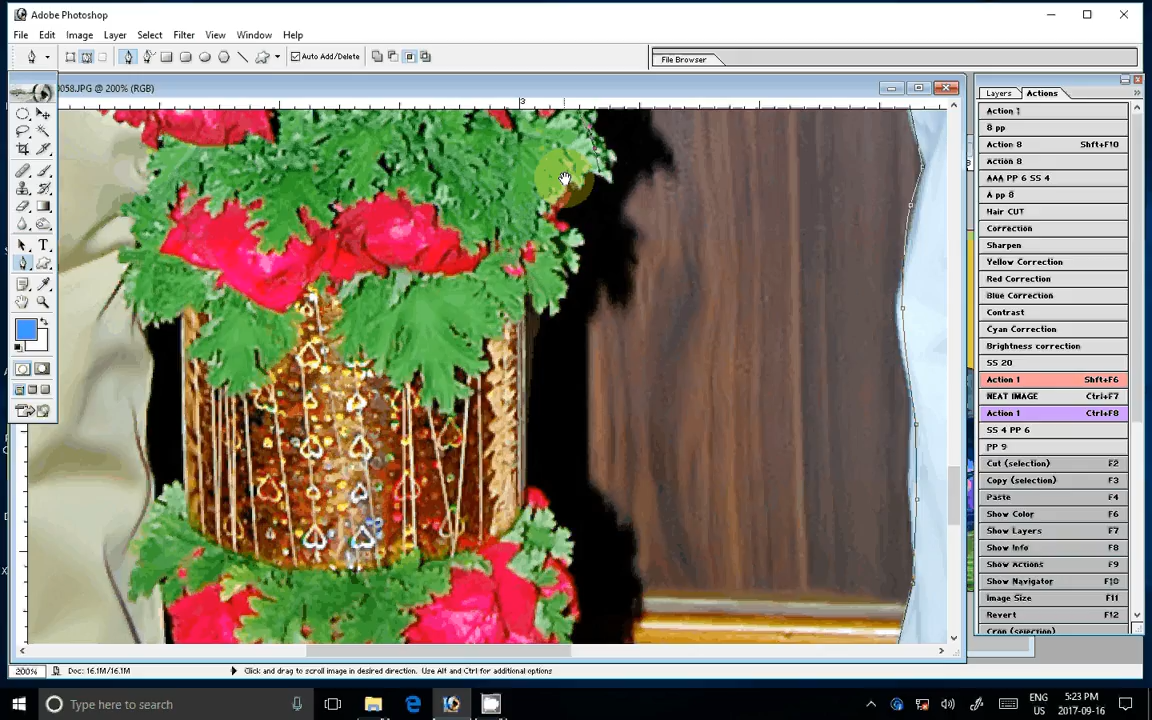 Adobe Photoshop
File Edit Image Layer Select Filter View Window Help
Auto Add/Delete
File Browser
0058.JPG @ 200% (RGB)
3
Layers Actions
Action 1
8 pp
Action 8 Shft+F10
Action 8
AAA PP 6 SS 4
A pp 8
Hair CUT
Correction
Sharpen
Yellow Correction
Red Correction
Blue Correction
Contrast
Cyan Correction
Brightness correction
SS 20
Action 1 Shft+F6
NEAT IMAGE Ctrl+F7
Action 1 Ctrl+F8
SS 4 PP 6
PP 9
Cut (selection) F2
Copy (selection) F3
Paste F4
Show Color F6
Show Layers F7
Show Info F8
Show Actions F9
Show Navigator F10
Image Size F11
Revert F12
Crop (selection)
200% Doc: 16.1M/16.1M Click and drag to scroll image in desired direction. Use Alt and Ctrl for additional options
Type here to search
ENG
US
5:23 PM
2017-09-16